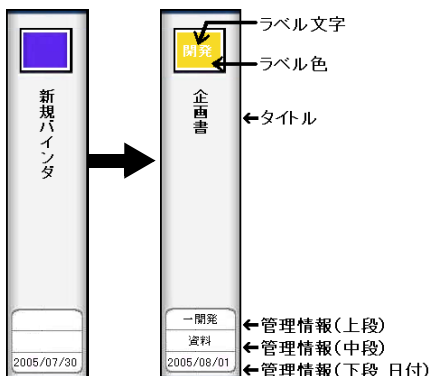 新規バインダ
2005/07/30
開発
企画書
一開発
資料
2005/08/01
←ラベル文字
←ラベル色
←タイトル
←管理情報(上段)
←管理情報(中段)
←管理情報(下段 日付)